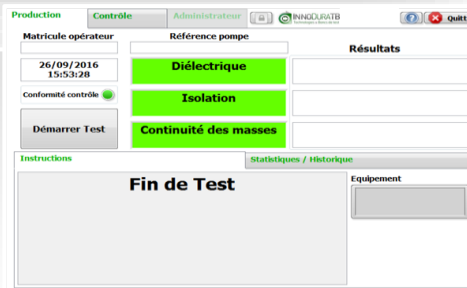 Production Contrôle Administrateur INNODURATB Quitt
Matricule opérateur Référence pompe
Résultats
26/09/2016
15:53:28
Diélectrique
Conformité contrôle
Isolation
Démarrer Test
Continuité des masses
Instructions Statistiques / Historique
Fin de Test
Equipement